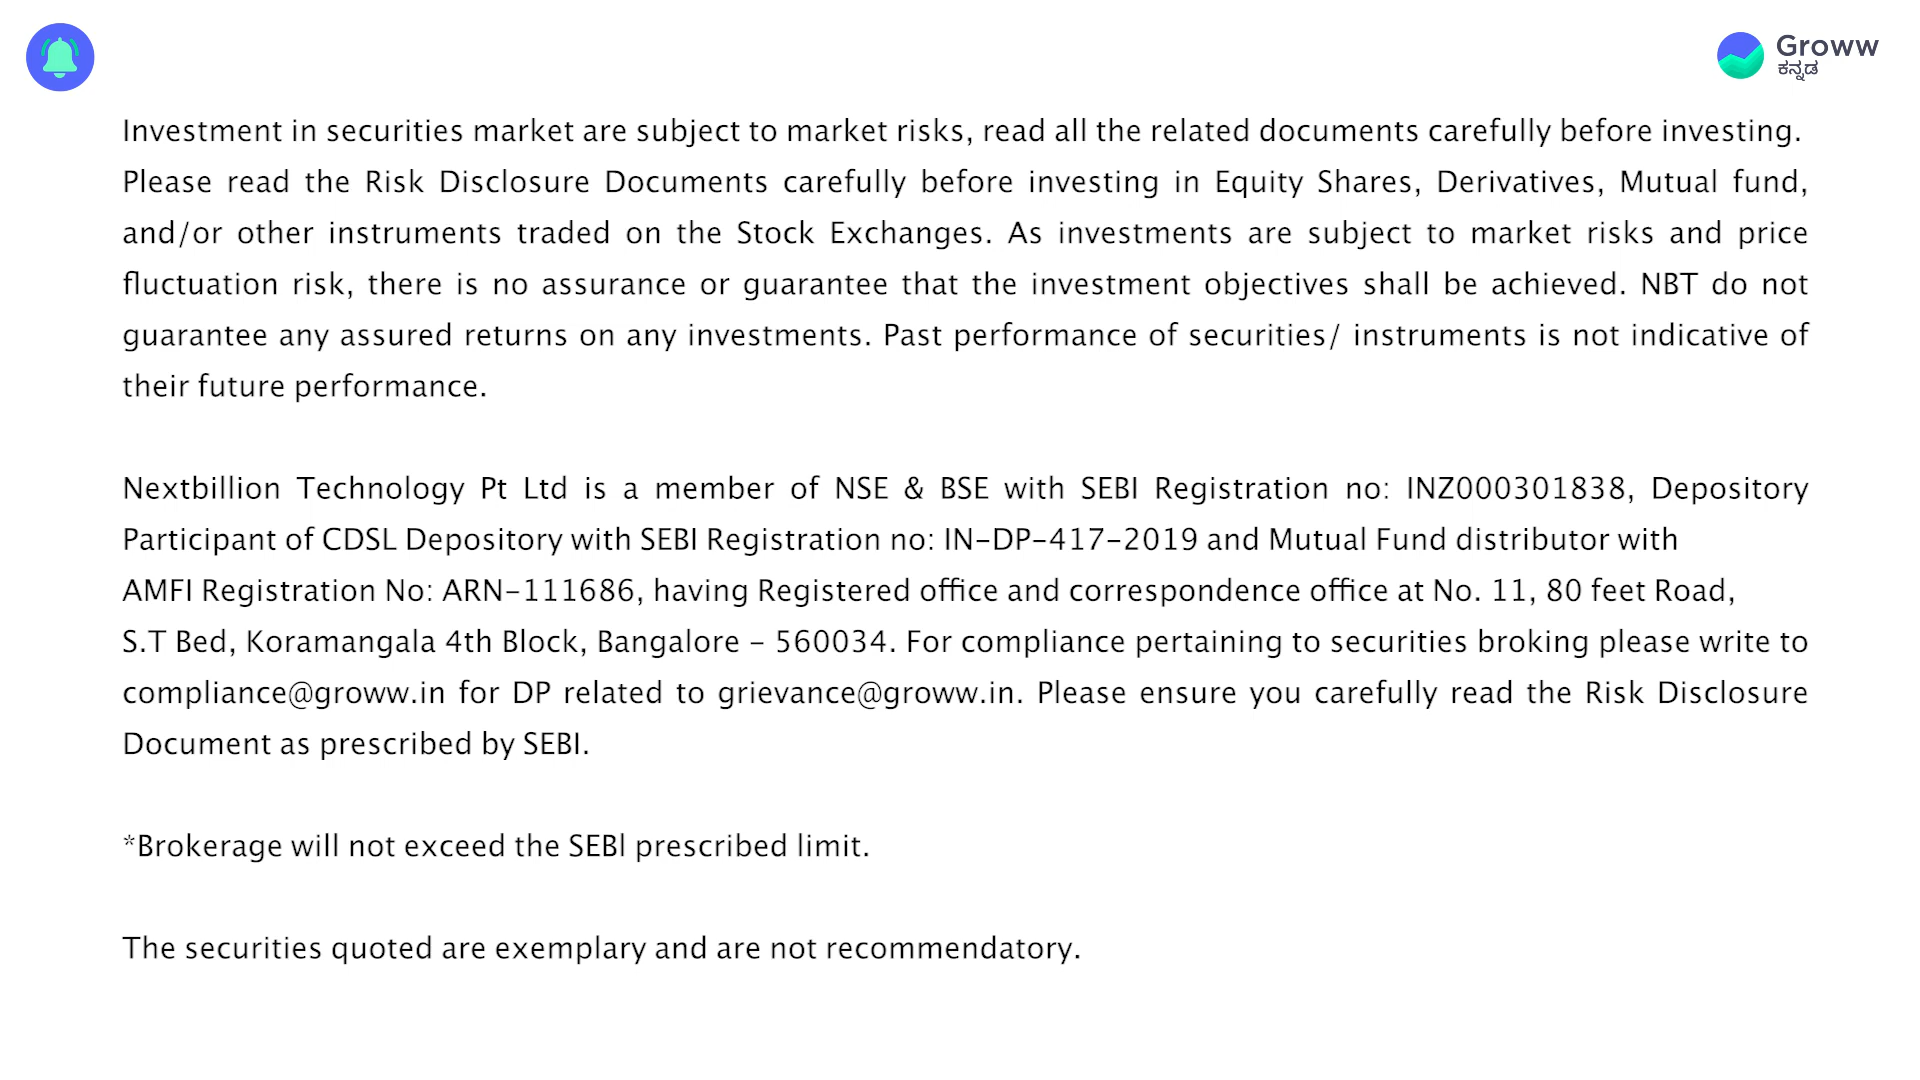 Groww
ಕನ್ನಡ
Investment in securities market are subject to market risks, read all the related documents carefully before investing.
Please read the Risk Disclosure Documents carefully before investing in Equity Shares, Derivatives, Mutual fund,
and/or other instruments traded on the Stock Exchanges. As investments are subject to market risks and price
fluctuation risk, there is no assurance or guarantee that the investment objectives shall be achieved. NBT do not
guarantee any assured returns on any investments. Past performance of securities/ instruments is not indicative of
their future performance.
Nextbillion Technology Pt Ltd is a member of NSE & BSE with SEBI Registration no: INZ000301838, Depository
Participant of CDSL Depository with SEBI Registration no: IN-DP-417-2019 and Mutual Fund distributor with
AMFI Registration No: ARN-111686, having Registered office and correspondence office at No. 11, 80 feet Road,
S.T Bed, Koramangala 4th Block, Bangalore - 560034. For compliance pertaining to securities broking please write to
compliance@groww.in for DP related to grievance@groww.in. Please ensure you carefully read the Risk Disclosure
Document as prescribed by SEBI.
*Brokerage will not exceed the SEBl prescribed limit.
The securities quoted are exemplary and are not recommendatory.